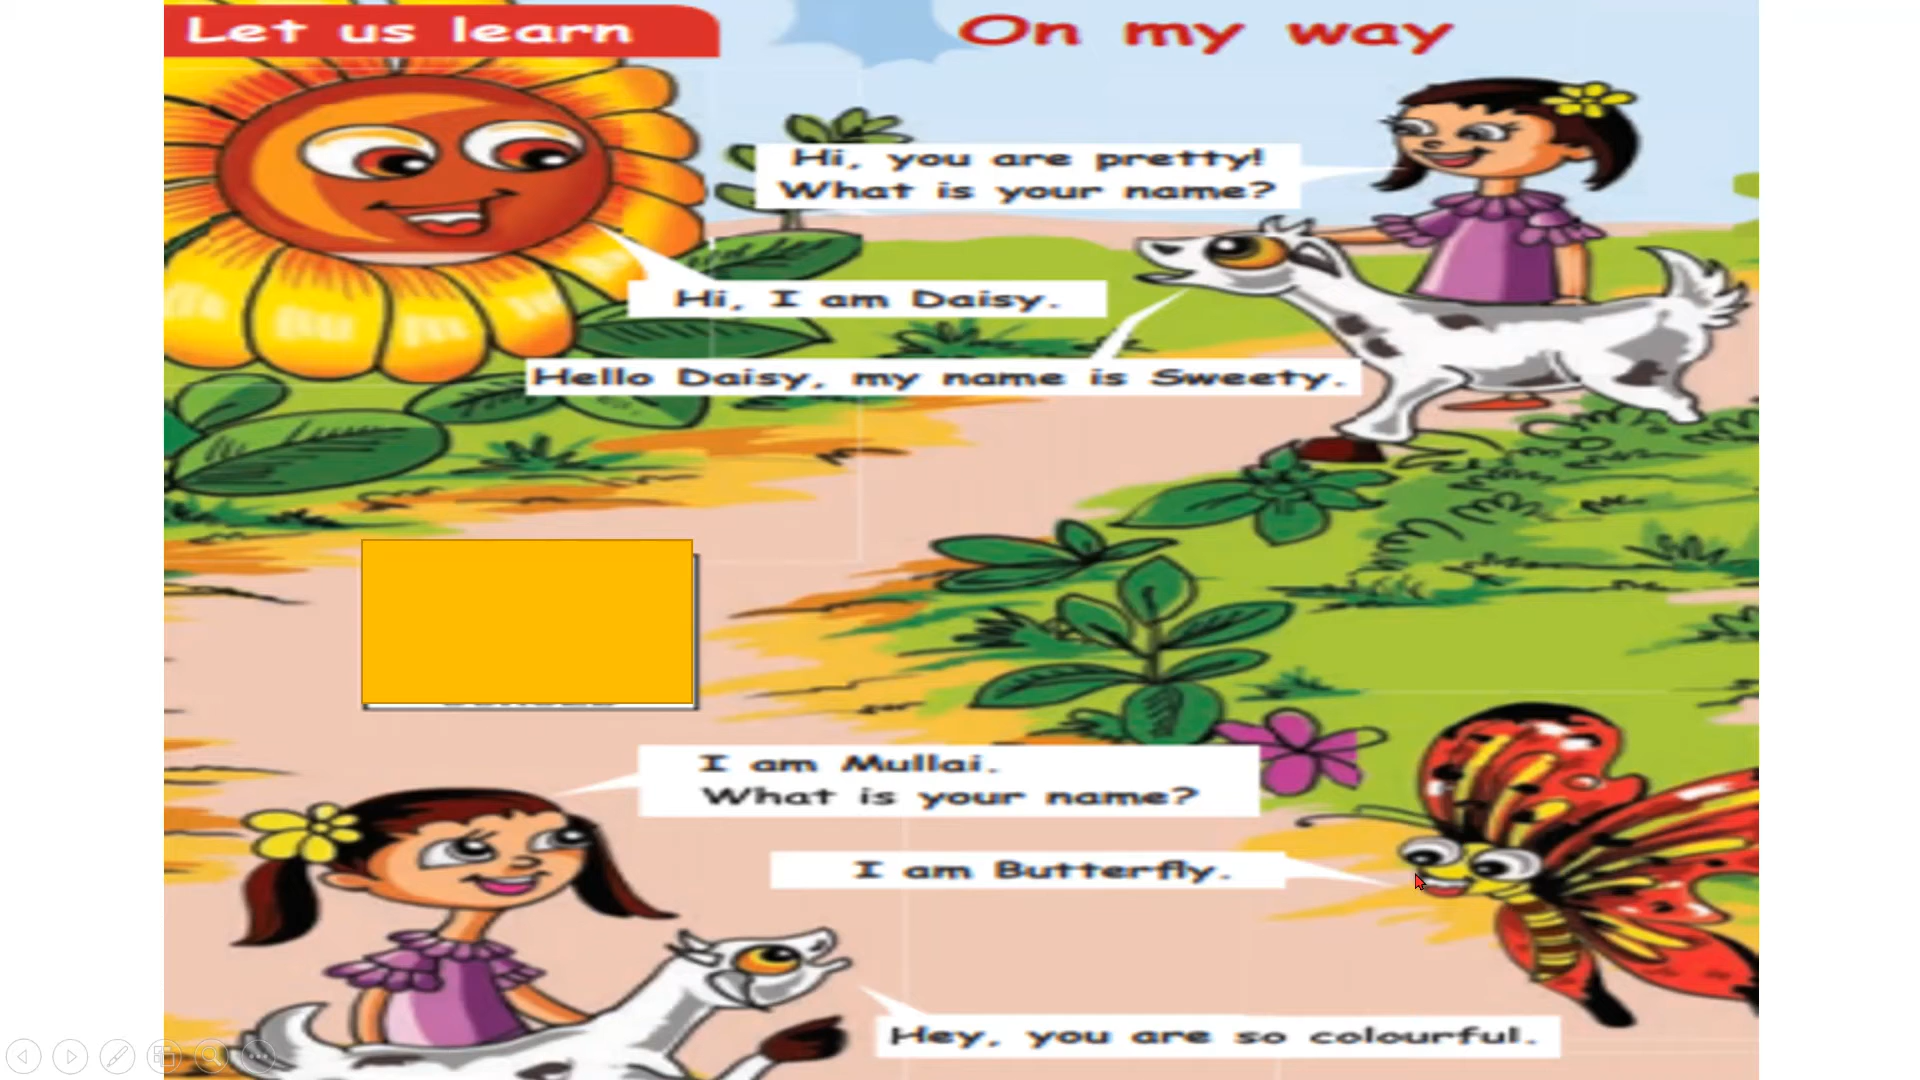 Let us learn
On my way
Hi, you are pretty!
What is your name?
Hi, I am Daisy.
Hello Daisy, my name is Sweety.
I am Mullai.
What is your name?
I am Butterfly.
Hey, you are so colourful.